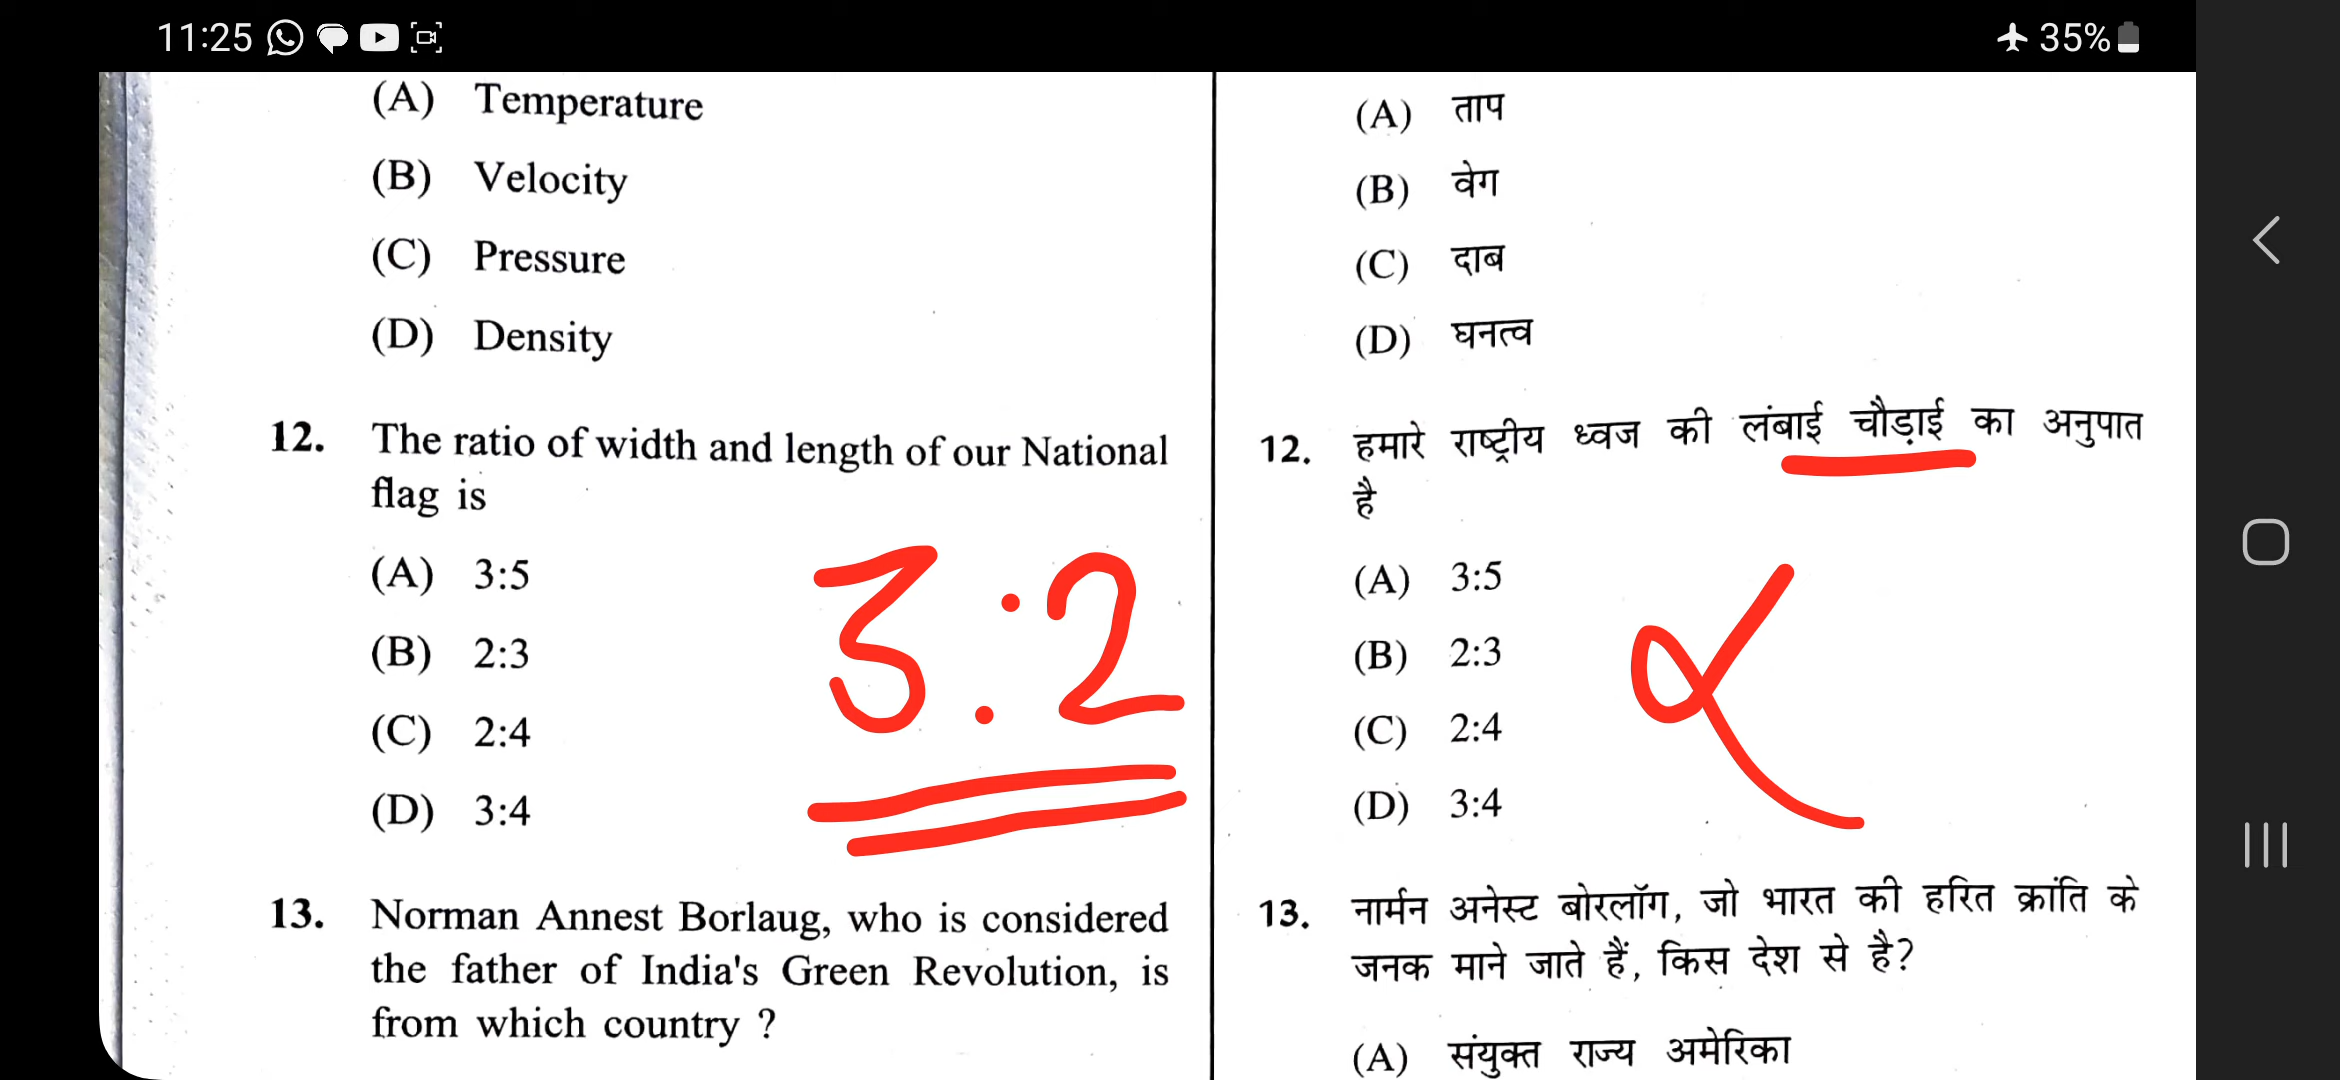 11:25
35%
(A) Temperature
(B) Velocity
(C) Pressure
(D) Density
12. The ratio of width and length of our National
flag is
(A) 3:5
(B) 2:3
(C) 2:4
(D) 3:4
3:2
13. Norman Annest Borlaug, who is considered
the father of India's Green Revolution, is
from which country ?
(A) ताप
(B) वेग
(C) दाब
(D) घनत्व
12. हमारे राष्ट्रीय ध्वज की लंबाई चौड़ाई का अनुपात
है
(A) 3:5
(B) 2:3
(C) 2:4
(D) 3:4
13. नार्मन अनेस्ट बोरलॉग, जो भारत की हरित क्रांति के
जनक माने जाते हैं, किस देश से है?
(A) संयुक्त राज्य अमेरिका